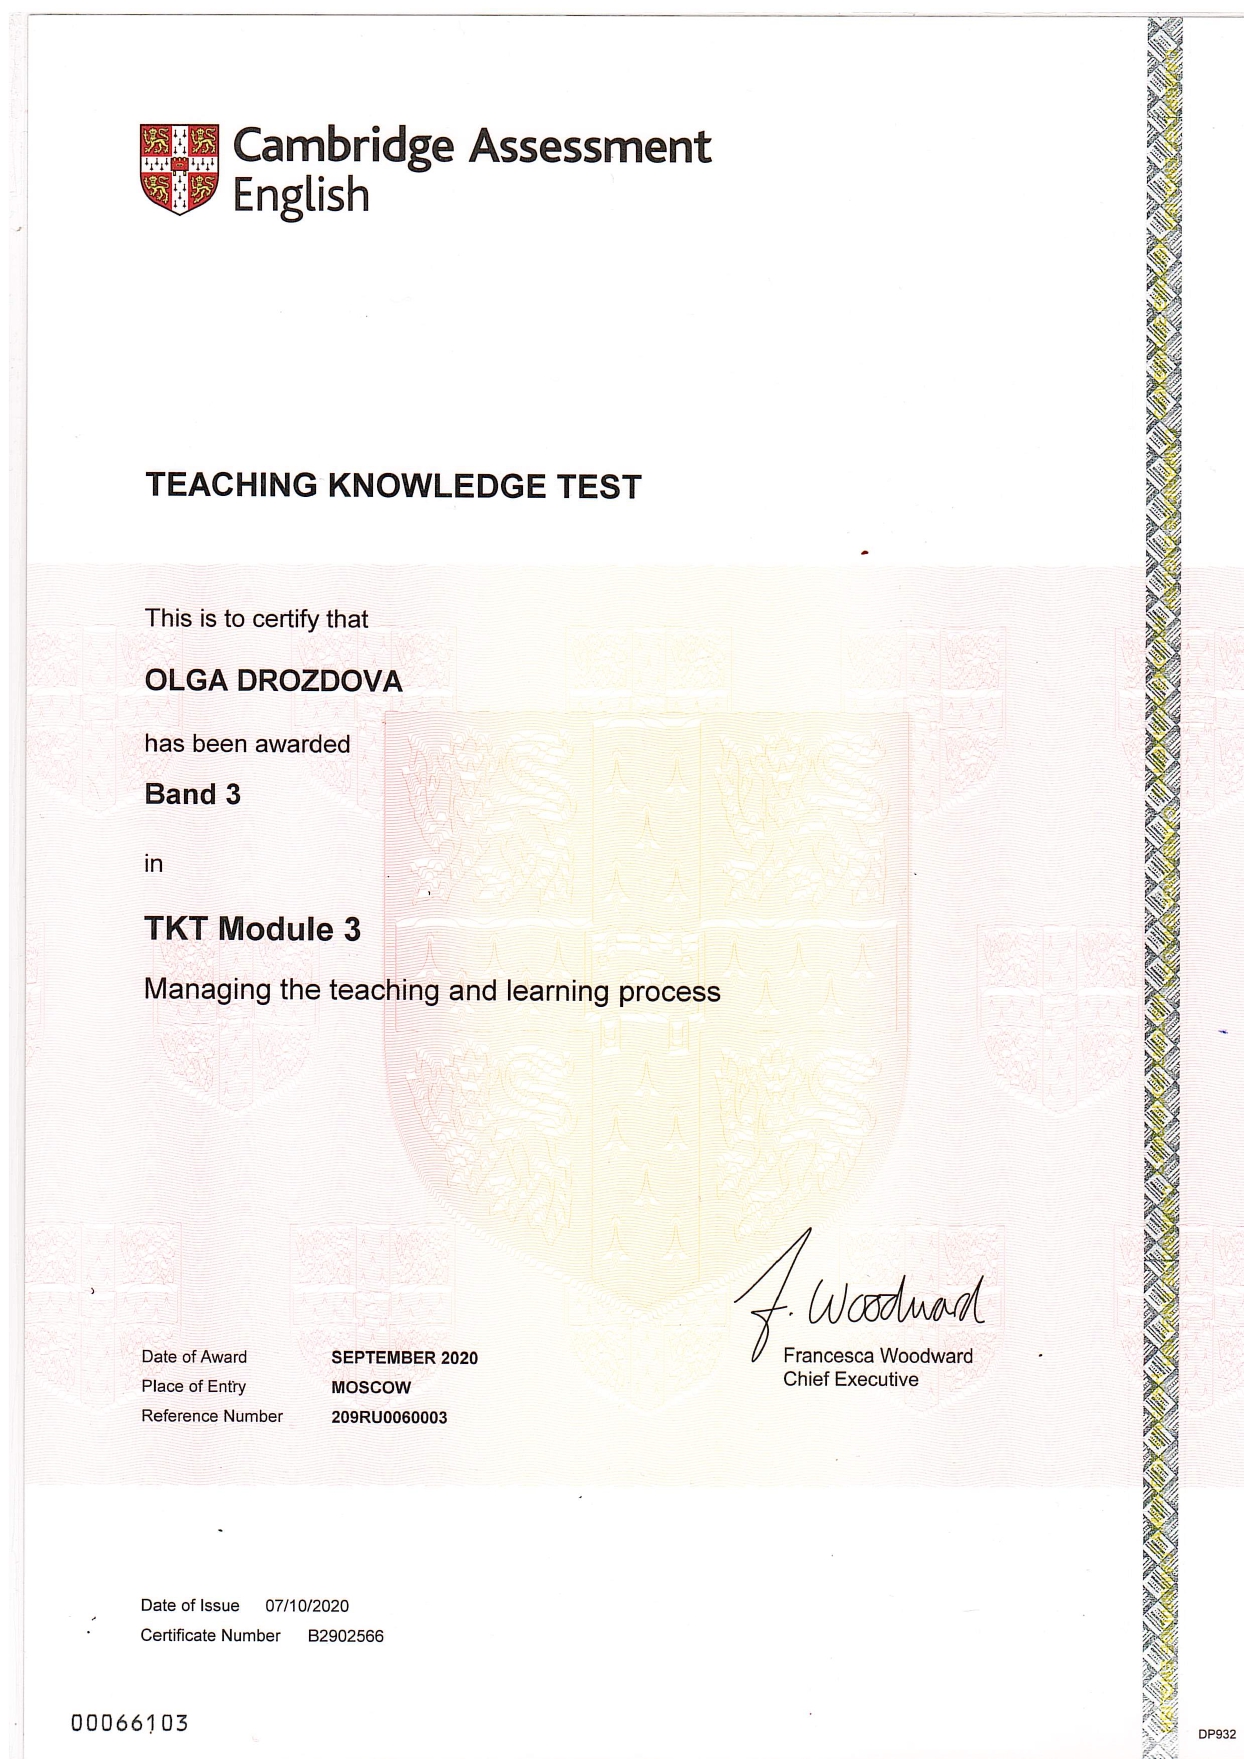 Cambridge Assessment
English
TEACHING KNOWLEDGE TEST
This is to certify that
OLGA DROZDOVA
has been awarded
Band 3
in
TKT Module 3
Managing the teaching and learning process
F. Woodward
Francesca Woodward
Chief Executive
Date of Award SEPTEMBER 2020
Place of Entry MOSCOW
Reference Number 209RU0060003
Date of Issue 07/10/2020
Certificate Number B2902566
00066103
DP932